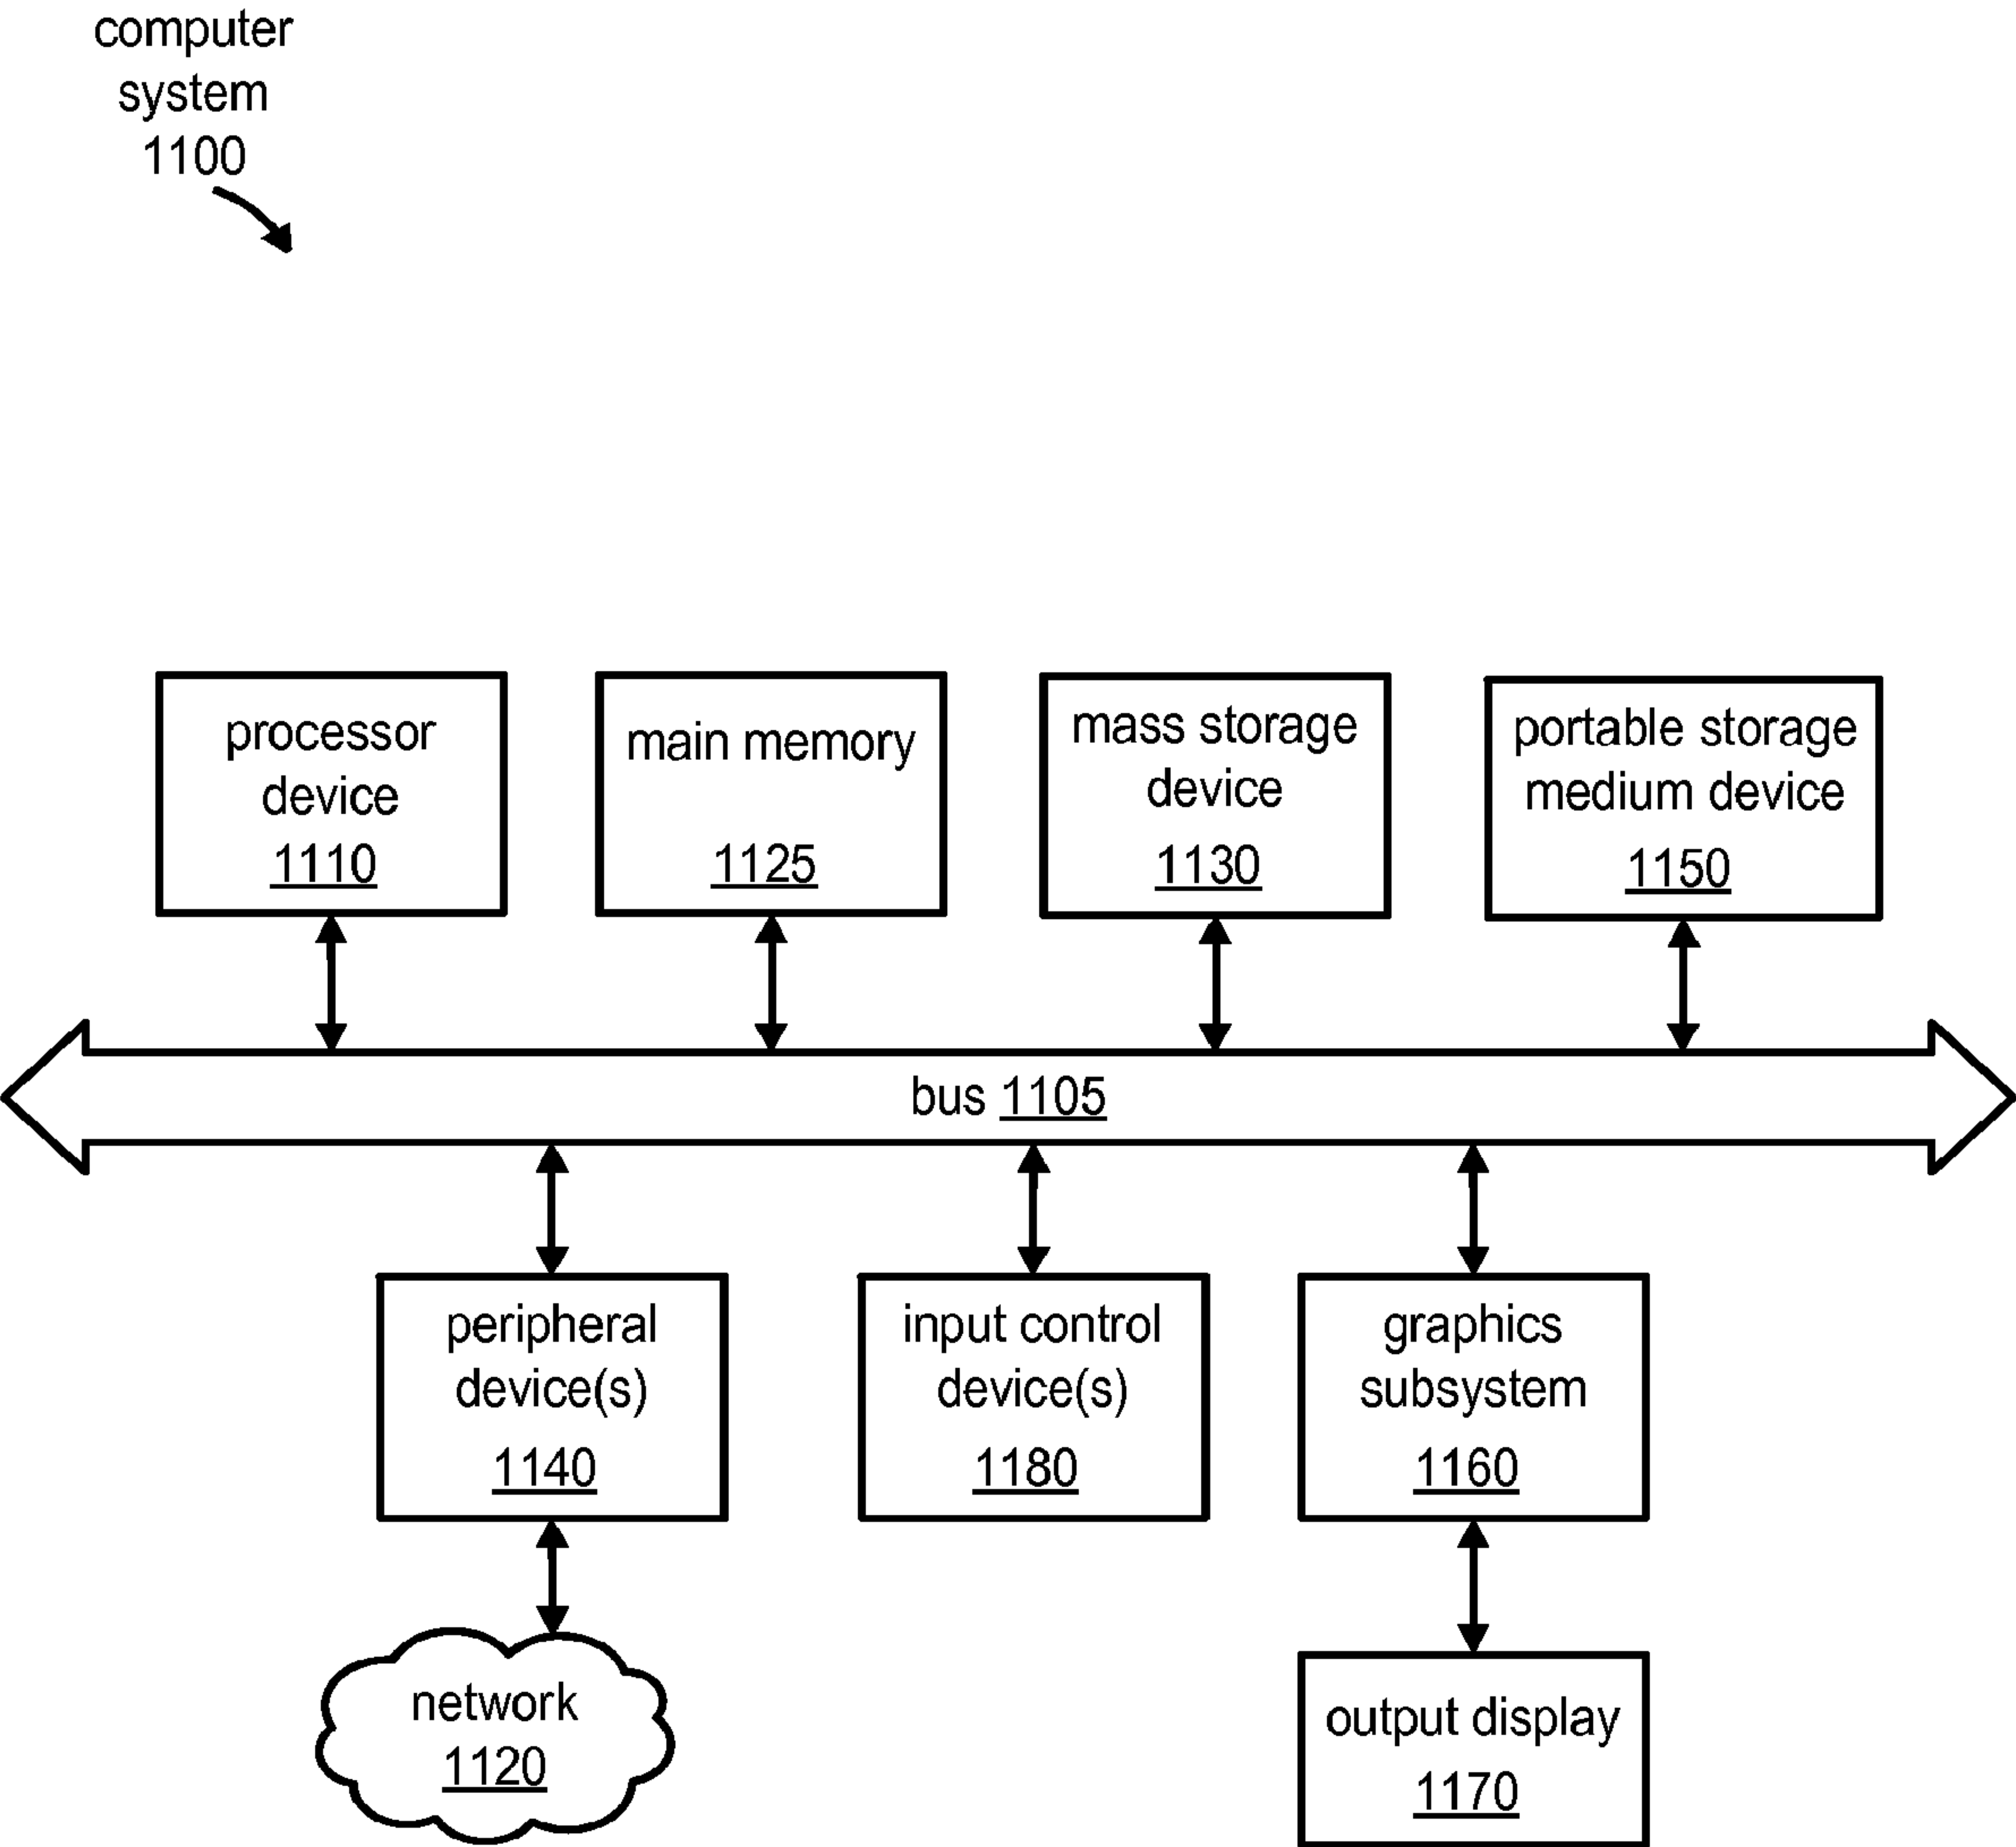 computer
system
1100
processor
device
1110
main memory
1125
mass storage
device
1130
portable storage
medium device
1150
bus 1105
peripheral
device(s)
1140
input control
device(s)
1180
graphics
subsystem
1160
network
1120
output display
1170